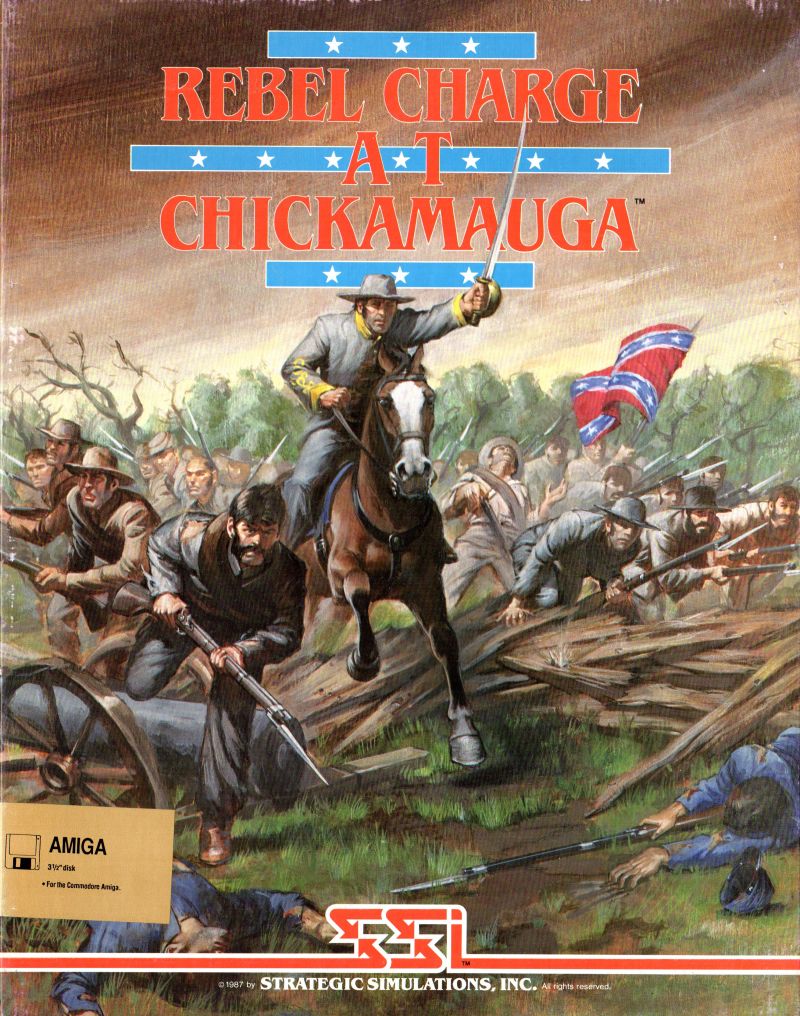 REBEL CHARGE
AT
CHICKAMAUGA™
AMIGA
3½" disk
• For the Commodore Amiga.
SSi™
© 1987 by STRATEGIC SIMULATIONS, INC. All rights reserved.